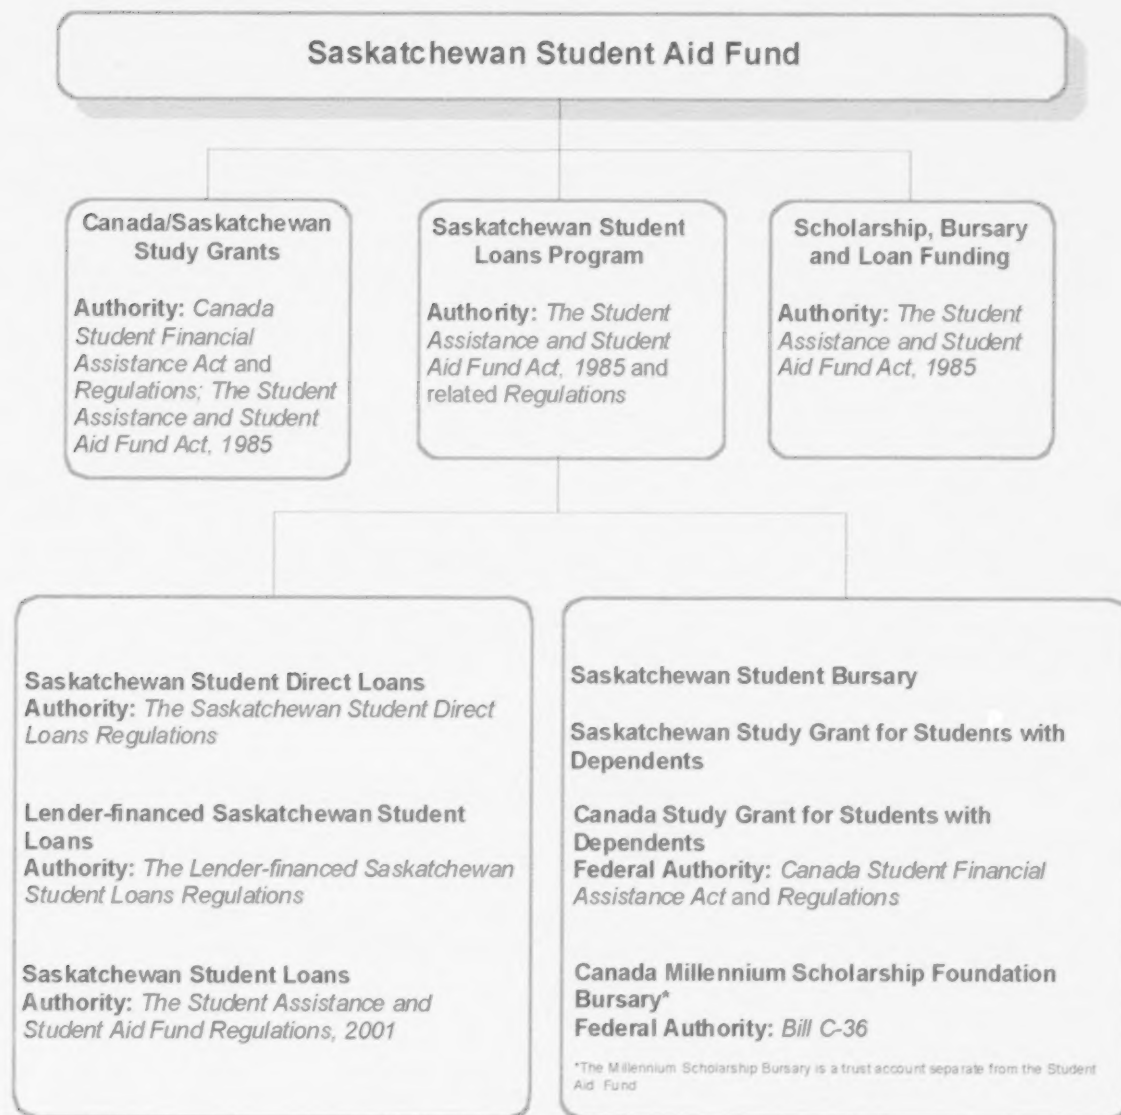 Saskatchewan Student Aid Fund
Canada/Saskatchewan
Study Grants
Authority: Canada
Student Financial
Assistance Act and
Regulations; The Student
Assistance and Student
Aid Fund Act, 1985
Saskatchewan Student
Loans Program
Authority: The Student
Assistance and Student
Aid Fund Act, 1985 and
related Regulations
Scholarship, Bursary
and Loan Funding
Authority: The Student
Assistance and Student
Aid Fund Act, 1985
Saskatchewan Student Direct Loans
Authority: The Saskatchewan Student Direct
Loans Regulations
Lender-financed Saskatchewan Student
Loans
Authority: The Lender-financed Saskatchewan
Student Loans Regulations
Saskatchewan Student Loans
Authority: The Student Assistance and
Student Aid Fund Regulations, 2001
Saskatchewan Student Bursary
Saskatchewan Study Grant for Students with
Dependents
Canada Study Grant for Students with
Dependents
Federal Authority: Canada Student Financial
Assistance Act and Regulations
Canada Millennium Scholarship Foundation
Bursary*
Federal Authority: Bill C-36
*The Millennium Scholarship Bursary is a trust account separate from the Student
Aid Fund